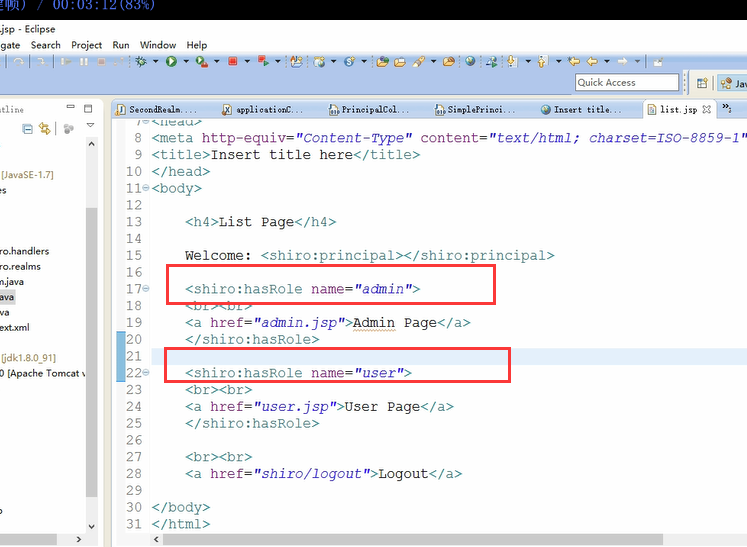 ) / 00:03:12(83%)
.jsp - Eclipse
gate Search Project Run Window Help
Quick Access
Jav
utline
SecondRealm....
applicationC...
PrincipalCol...
SimplePrinci...
Insert title...
list.jsp
[JavaSE-1.7]
es
ro.handlers
ro.realms
m.java
ava
va
ext.xml
[jdk1.8.0_91]
0 [Apache Tomcat v
7 <head>
8 <meta http-equiv="Content-Type" content="text/html; charset=ISO-8859-1"
9 <title>Insert title here</title>
10 </head>
11 <body>
12
13 <h4>List Page</h4>
14
15 Welcome: <shiro:principal></shiro:principal>
16
17 <shiro:hasRole name="admin">
18 <br><br>
19 <a href="admin.jsp">Admin Page</a>
20 </shiro:hasRole>
21
22 <shiro:hasRole name="user">
23 <br><br>
24 <a href="user.jsp">User Page</a>
25 </shiro:hasRole>
26
27 <br><br>
28 <a href="shiro/logout">Logout</a>
29
30 </body>
31 </html>